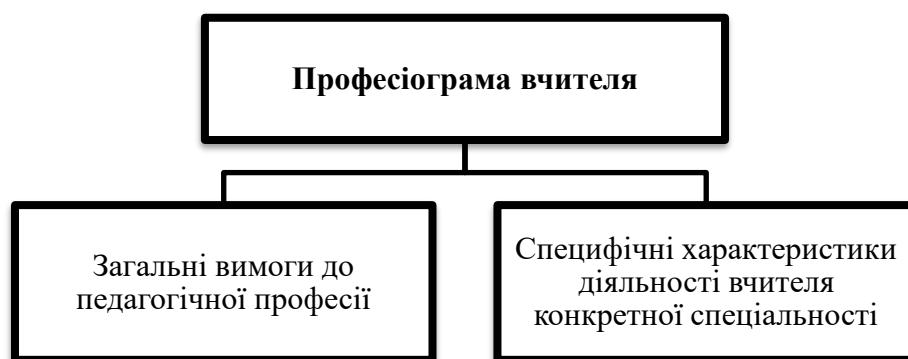 Професіограма вчителя
Загальні вимоги до
педагогічної професії
Специфічні характеристики
діяльності вчителя
конкретної спеціальності